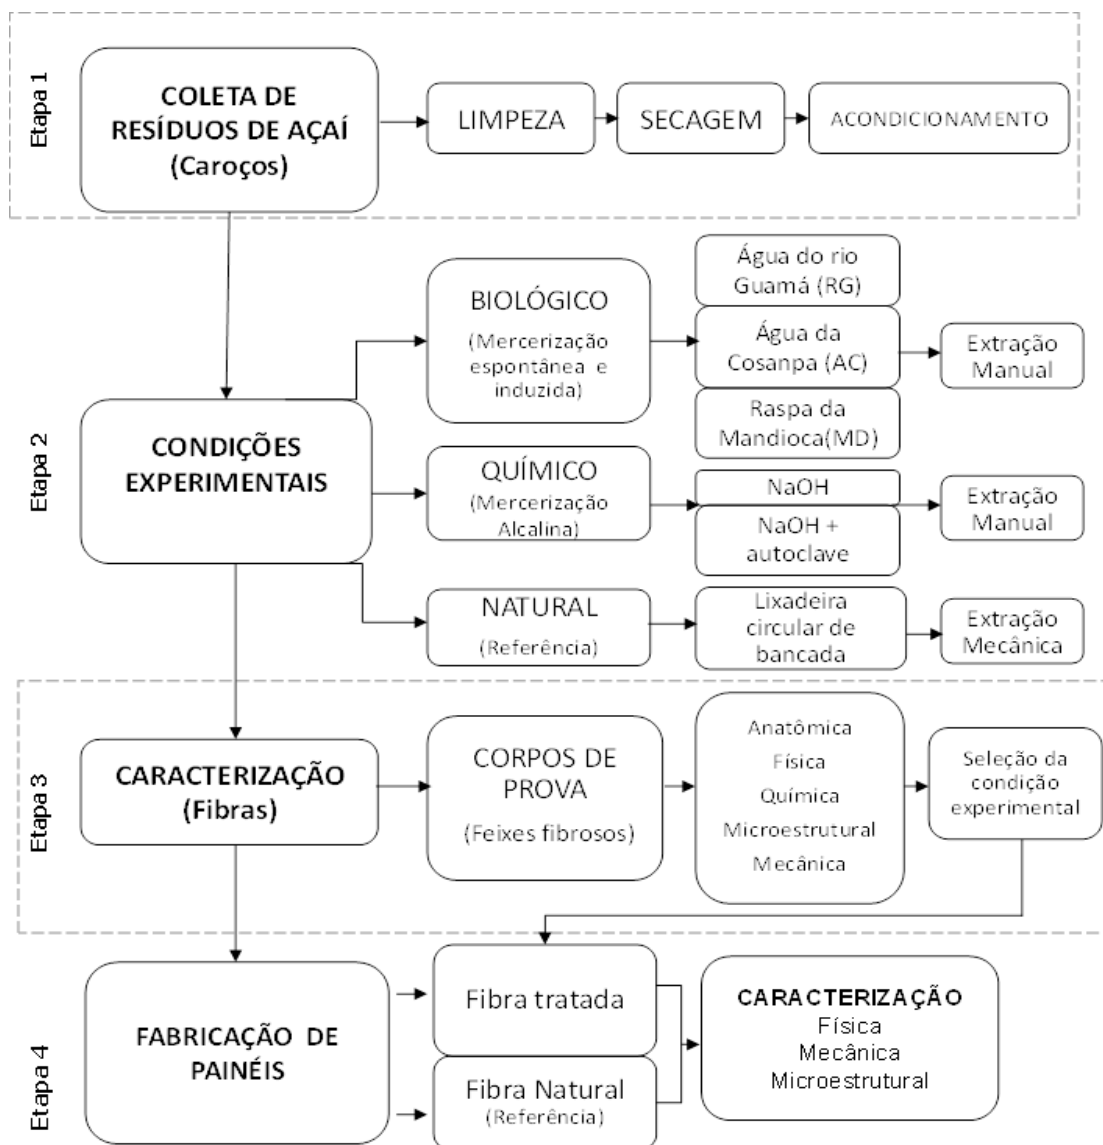 Etapa 1
COLETA DE
RESÍDUOS DE AÇAÍ
(Caroços)
LIMPEZA
SECAGEM
ACONDICIONAMENTO
Etapa 2
CONDIÇÕES
EXPERIMENTAIS
BIOLÓGICO
(Mercerização
espontânea e
induzida)
Água do rio
Guamá (RG)
Água da
Cosanpa (AC)
Raspa da
Mandioca(MD)
Extração
Manual
QUÍMICO
(Mercerização
Alcalina)
NaOH
NaOH +
autoclave
Extração
Manual
NATURAL
(Referência)
Lixadeira
circular de
bancada
Extração
Mecânica
Etapa 3
CARACTERIZAÇÃO
(Fibras)
CORPOS DE
PROVA
(Feixes fibrosos)
Anatômica
Física
Química
Microestrutural
Mecânica
Seleção da
condição
experimental
Etapa 4
FABRICAÇÃO DE
PAINÉIS
Fibra tratada
Fibra Natural
(Referência)
CARACTERIZAÇÃO
Física
Mecânica
Microestrutural